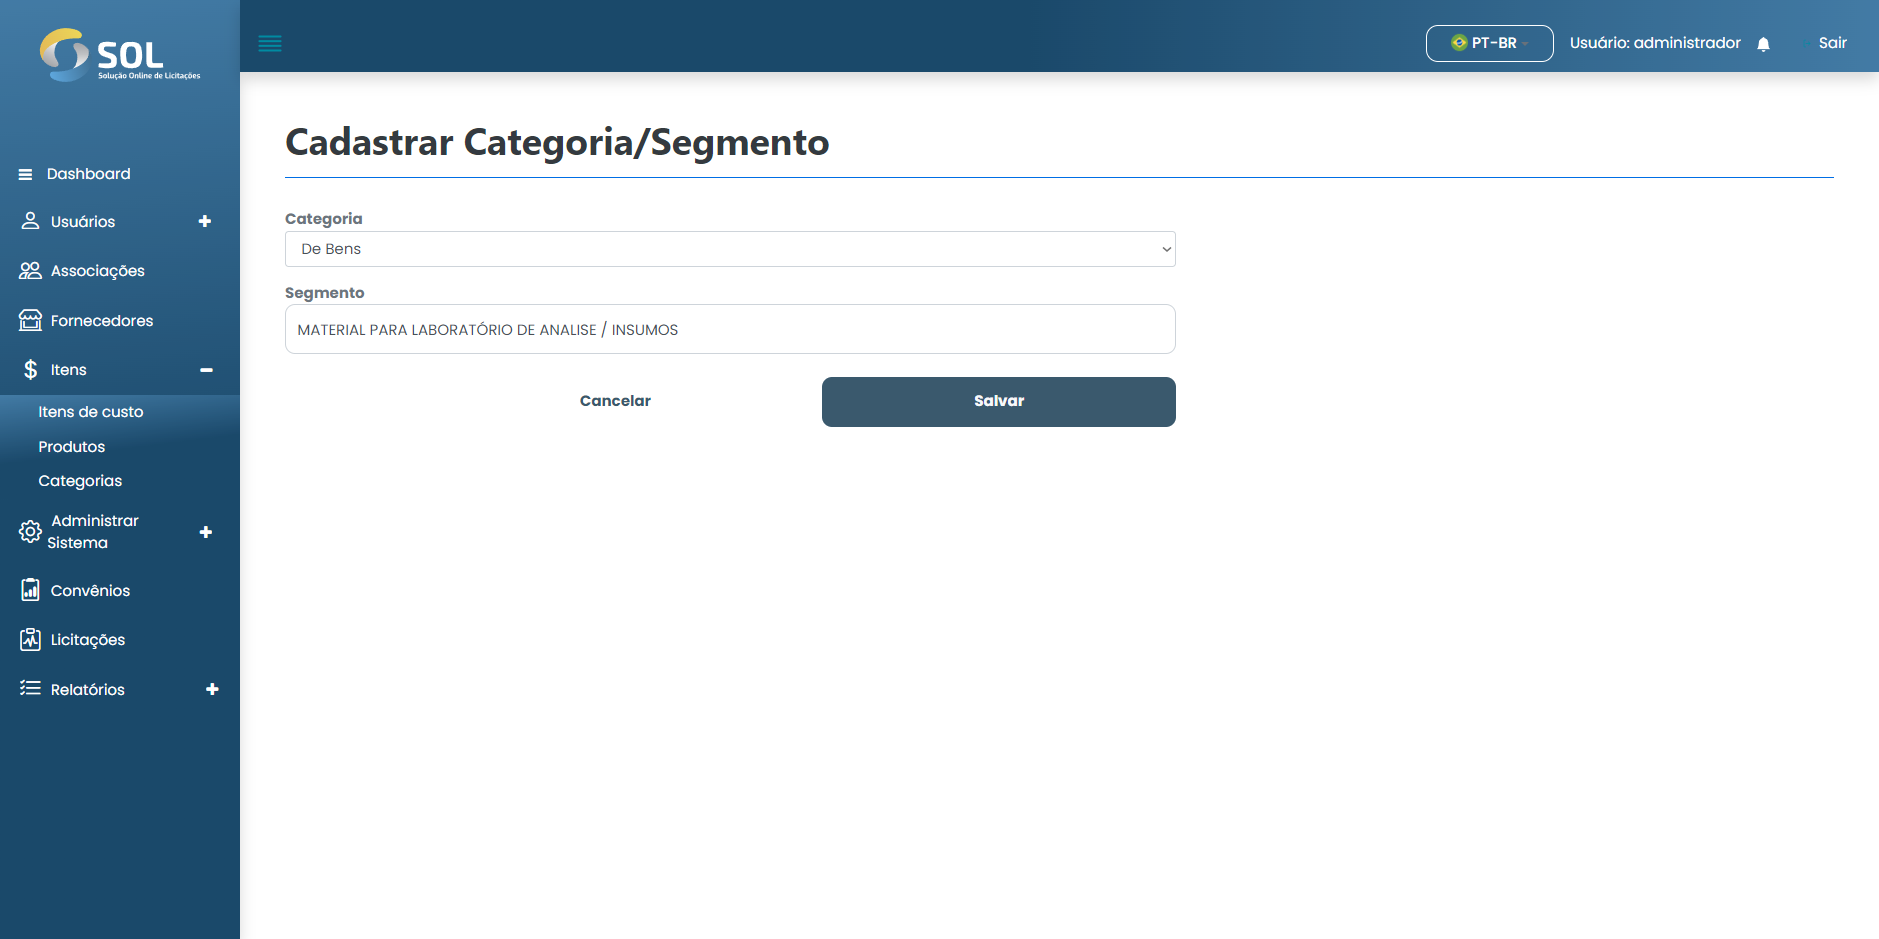 SOL
Solução Online de Licitações
PT-BR
Usuário: administrador
Sair
Dashboard
Usuários
Associações
Fornecedores
Itens
Itens de custo
Produtos
Categorias
Administrar
Sistema
Convênios
Licitações
Relatórios
Cadastrar Categoria/Segmento
Categoria
De Bens
Segmento
MATERIAL PARA LABORATÓRIO DE ANALISE / INSUMOS
Cancelar
Salvar